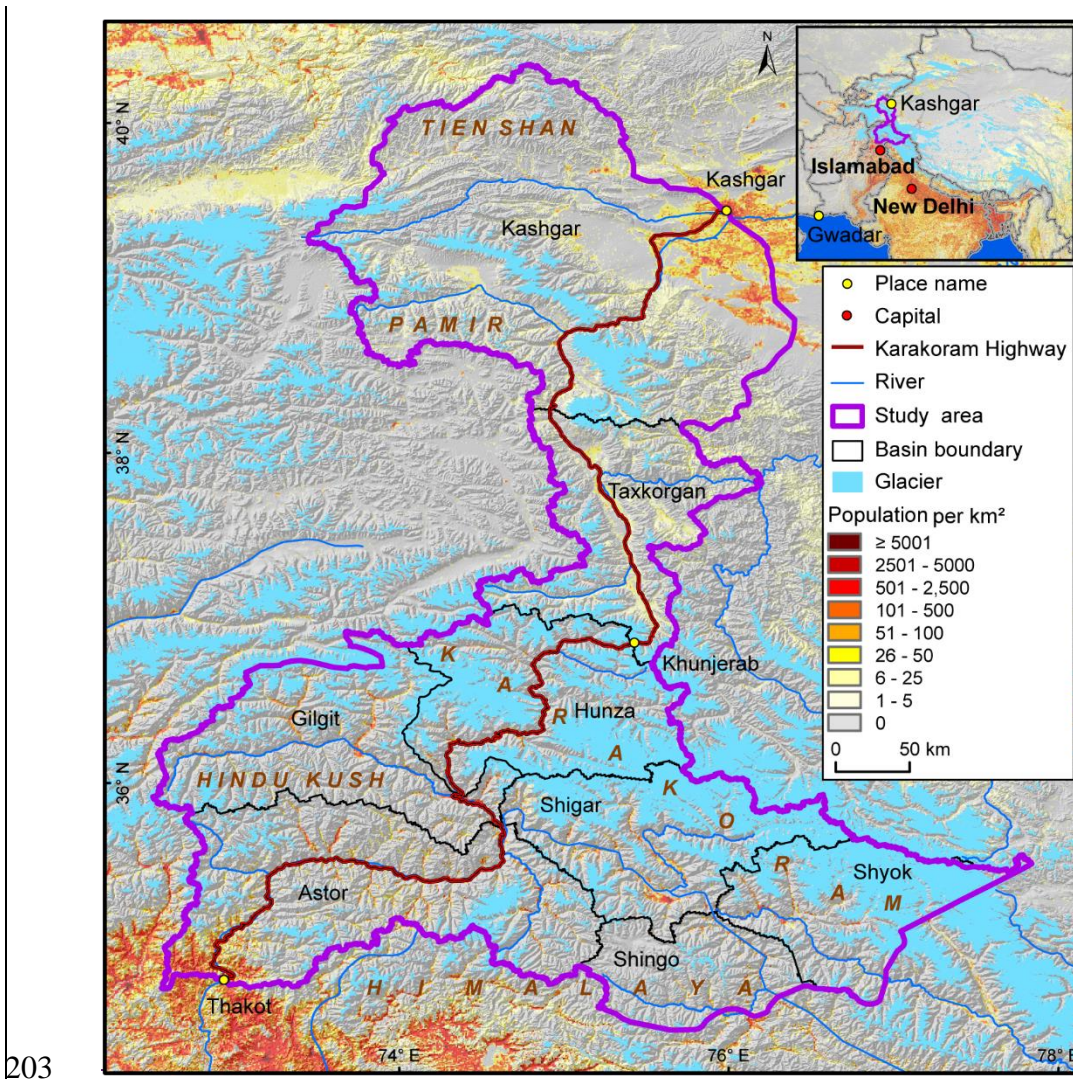 N
40° N
TIEN SHAN
Kashgar
Kashgar
Kashgar
Islamabad
New Delhi
Gwadar
Place name
Capital
Karakoram Highway
River
Study area
Basin boundary
Glacier
Population per km²
≥ 5001
2501 - 5000
501 - 2,500
101 - 500
51 - 100
26 - 50
6 - 25
1 - 5
0
0 50 km
PAMIR
38° N
Taxkorgan
Khunjerab
KARAKORAM
Hunza
Gilgit
HINDU KUSH
36° N
Shigar
Shyok
Astor
Shingo
HIMALAYA
Thakot
74° E 76° E 78° E
203